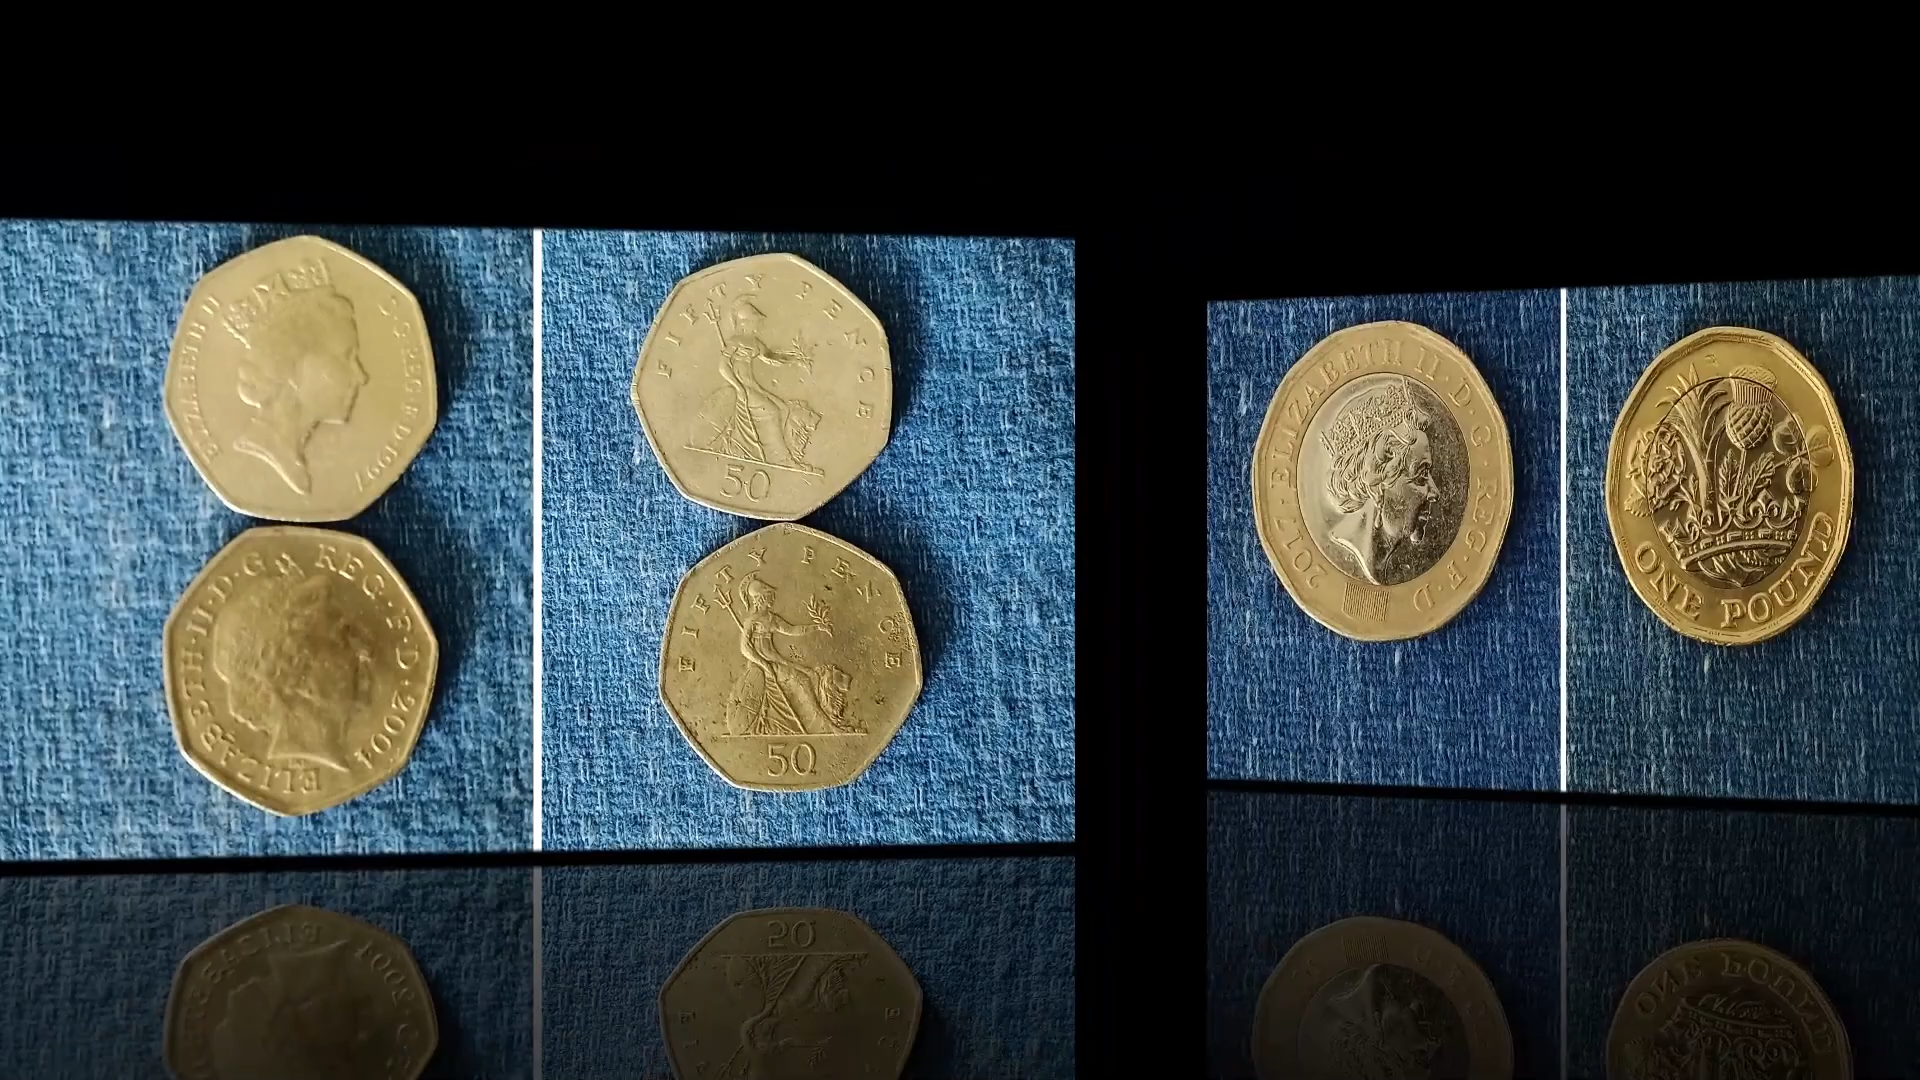 ELIZABETH II
D·G·REG·F·D·1997
ELIZABETH·II·D·G
REG·F·D·2004
FIFTY PENCE
50
FIFTY PENCE
50
2017·ELIZABETH II·D·G·REG·F·D·
ONE POUND